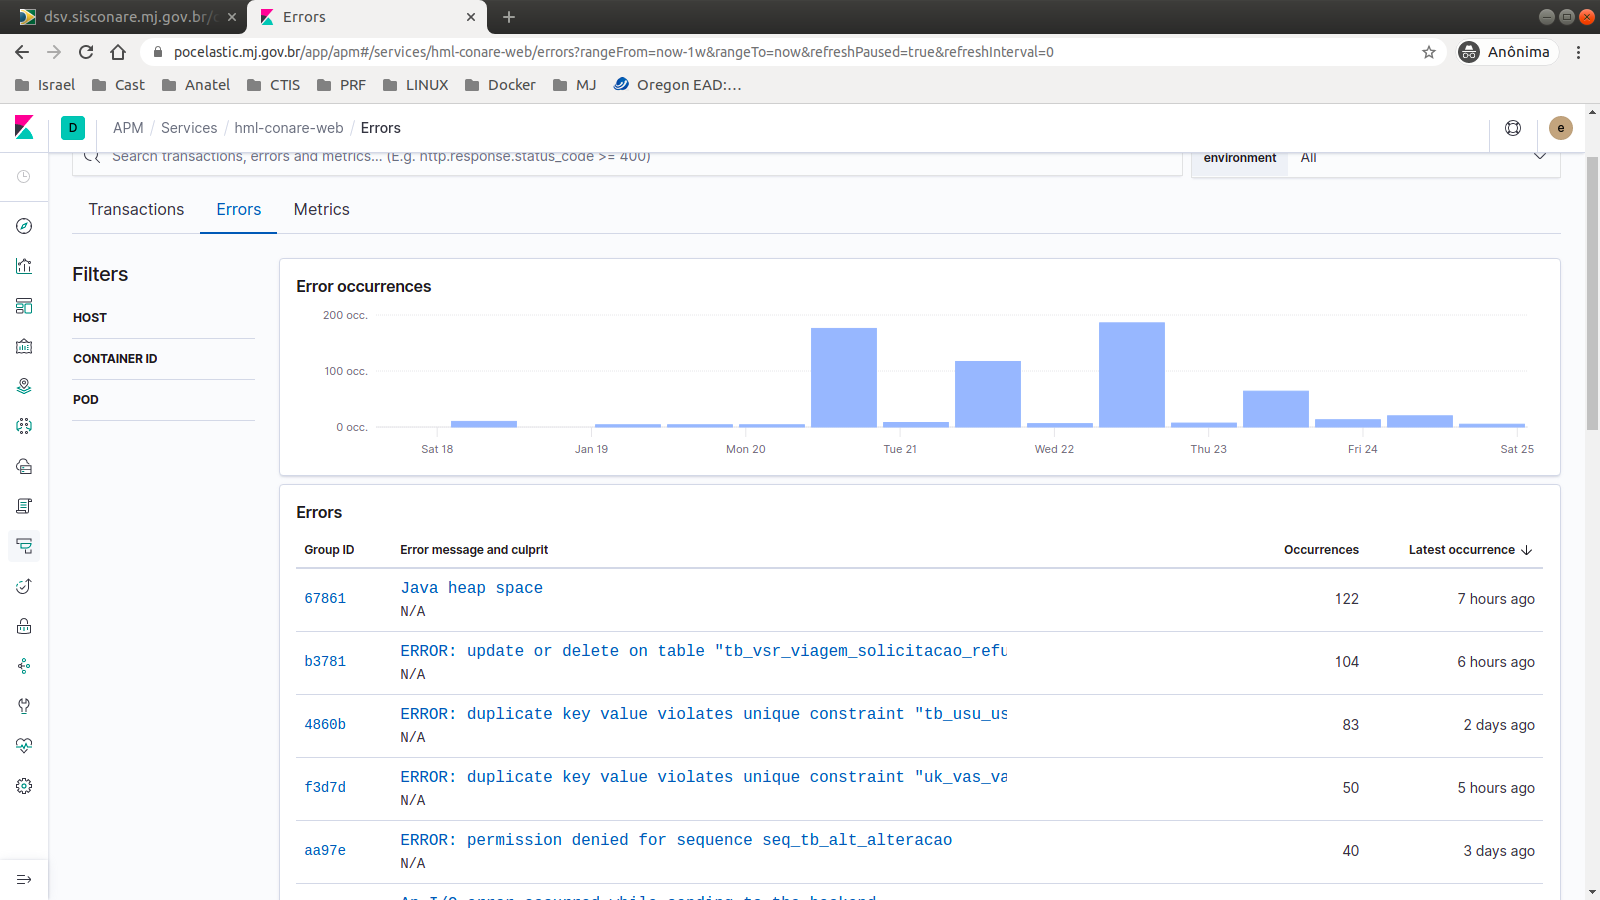 dsv.sisconare.mj.gov.br/
Errors
pocelastic.mj.gov.br/app/apm#/services/hml-conare-web/errors?rangeFrom=now-1w&rangeTo=now&refreshPaused=true&refreshInterval=0
Anônima
Israel
Cast
Anatel
CTIS
PRF
LINUX
Docker
MJ
Oregon EAD:...
D
APM / Services / hml-conare-web / Errors
e
Search transactions, errors and metrics... (E.g. http.response.status_code >= 400)
environment
All
Transactions
Errors
Metrics
Filters
HOST
CONTAINER ID
POD
Error occurrences
200 occ.
100 occ.
0 occ.
Sat 18
Jan 19
Mon 20
Tue 21
Wed 22
Thu 23
Fri 24
Sat 25
Errors
Group ID
Error message and culprit
Occurrences
Latest occurrence
67861
Java heap space
N/A
122
7 hours ago
b3781
ERROR: update or delete on table "tb_vsr_viagem_solicitacao_refu
N/A
104
6 hours ago
4860b
ERROR: duplicate key value violates unique constraint "tb_usu_us
N/A
83
2 days ago
f3d7d
ERROR: duplicate key value violates unique constraint "uk_vas_va
N/A
50
5 hours ago
aa97e
ERROR: permission denied for sequence seq_tb_alt_alteracao
N/A
40
3 days ago
An I/O error occurred while sending to the backend